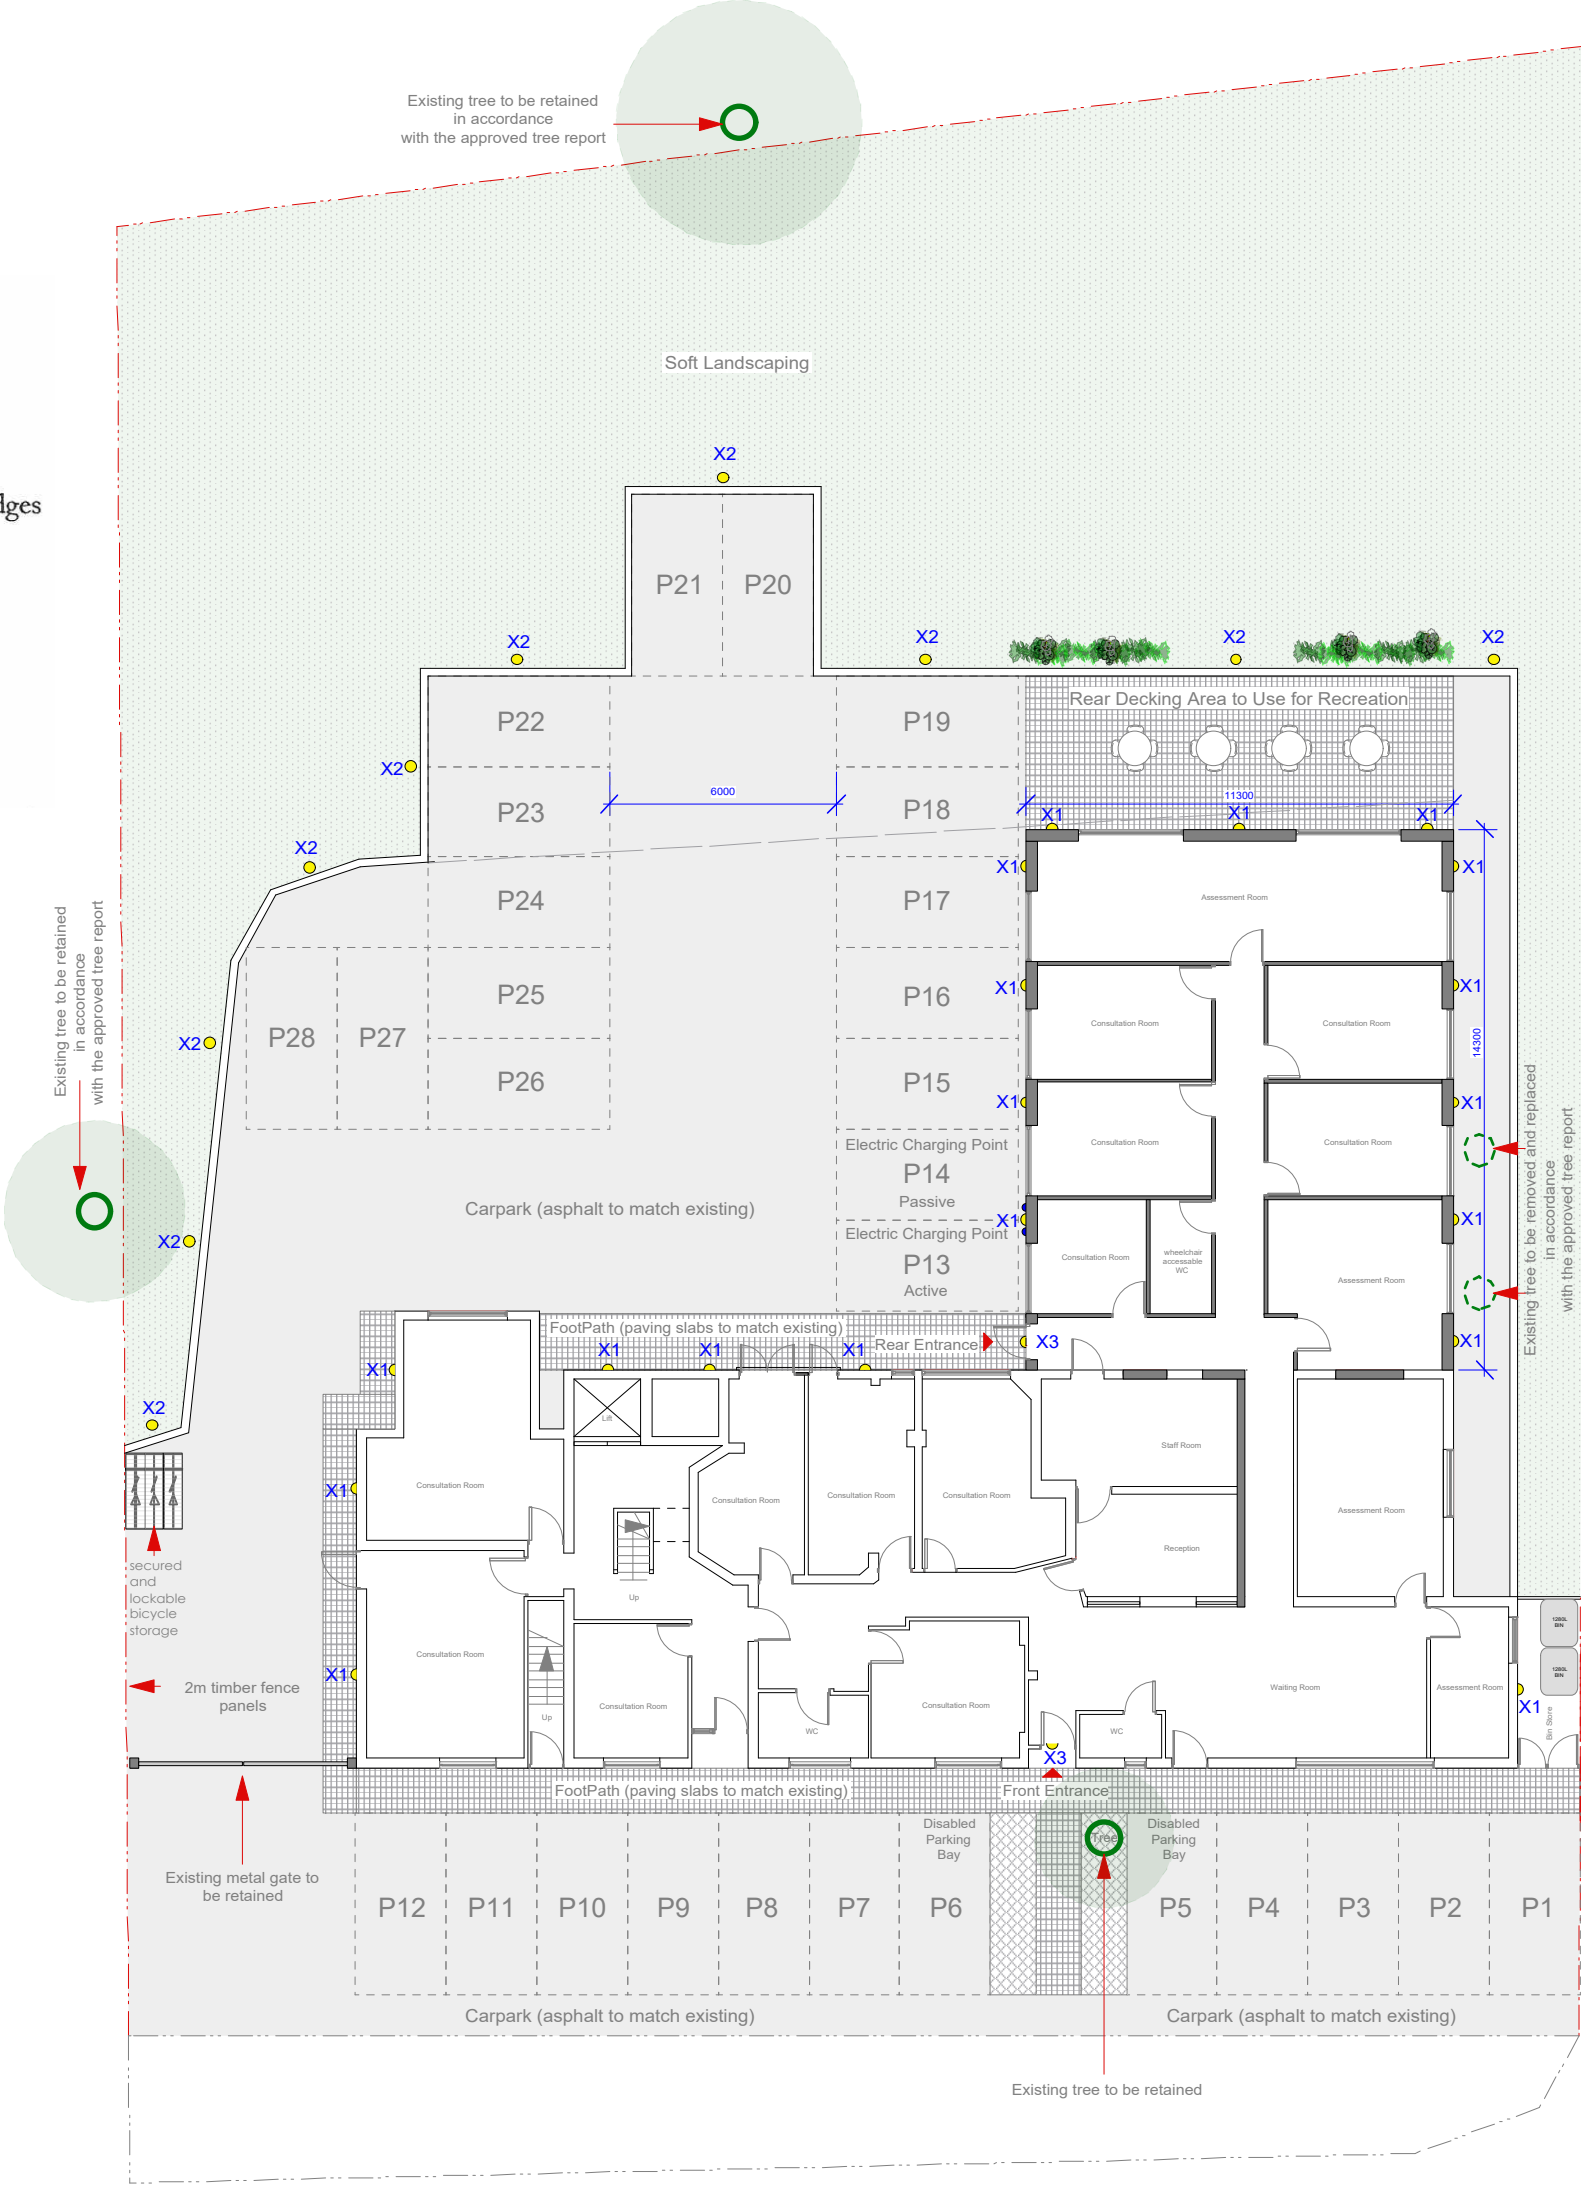 Existing tree to be retained
in accordance
with the approved tree report
Soft Landscaping
X2
P21
P20
X2
X2
X2
X2
Rear Decking Area to Use for Recreation
P22
P19
X2
6000
11300
P23
P18
X1
X1
X1
X2
X1
X1
Assessment Room
P24
P17
Existing tree to be retained
in accordance
with the approved tree report
P25
P16
X1
X1
Consultation Room
Consultation Room
P28
P27
X2
14300
P26
P15
X1
X1
Consultation Room
Consultation Room
Electric Charging Point
P14
Passive
Existing tree to be removed and replaced
in accordance
with the approved tree report
Carpark (asphalt to match existing)
X1
X1
X2
Electric Charging Point
P13
Active
Consultation Room
wheelchair
accessable
WC
Assessment Room
FootPath (paving slabs to match existing)
Rear Entrance
X3
X1
X1
X1
X1
X1
X2
Lift
Staff Room
X1
Consultation Room
Consultation Room
Consultation Room
Consultation Room
Assessment Room
Reception
secured
and
lockable
bicycle
storage
Up
1280L
BIN
1280L
BIN
Consultation Room
X1
2m timber fence
panels
Up
Consultation Room
Consultation Room
WC
Waiting Room
Assessment Room
WC
X1
Bin Store
X3
FootPath (paving slabs to match existing)
Front Entrance
Disabled
Parking
Bay
Tree
Disabled
Parking
Bay
Existing metal gate to
be retained
P12
P11
P10
P9
P8
P7
P6
P5
P4
P3
P2
P1
Carpark (asphalt to match existing)
Carpark (asphalt to match existing)
Existing tree to be retained